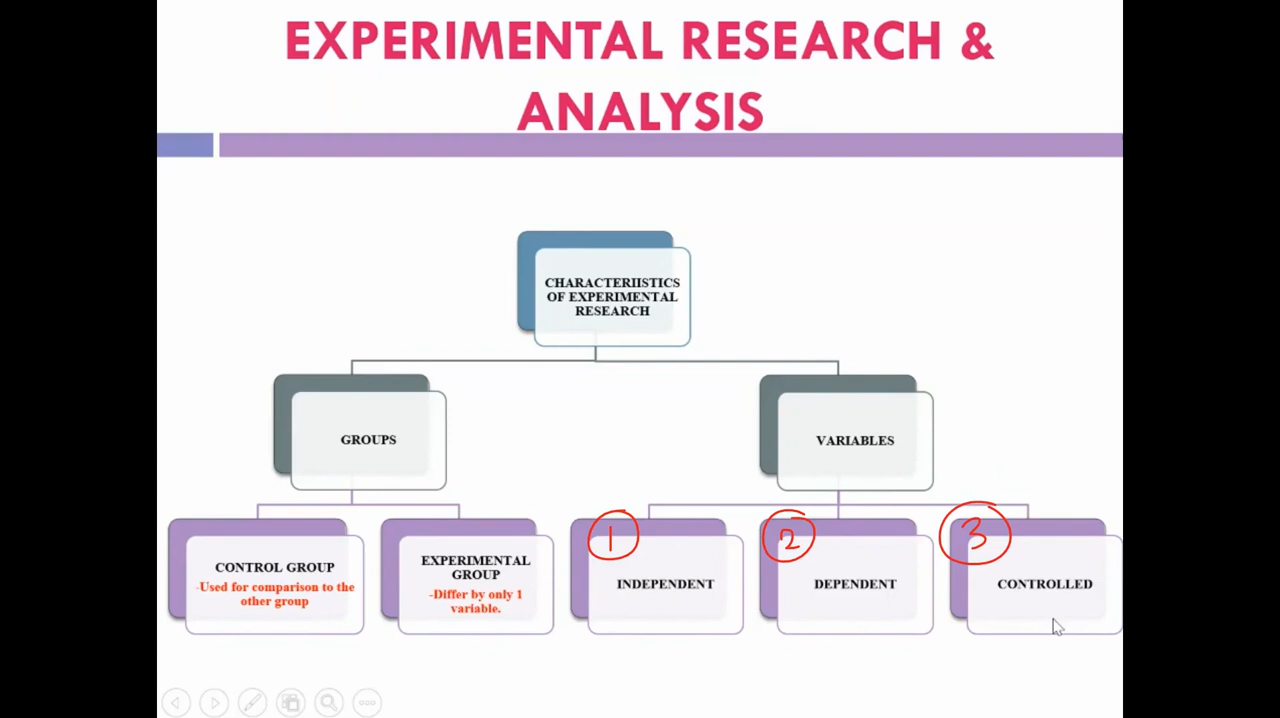 EXPERIMENTAL RESEARCH &
ANALYSIS
CHARACTERIISTICS
OF EXPERIMENTAL
RESEARCH
GROUPS
VARIABLES
CONTROL GROUP
-Used for comparison to the
other group
EXPERIMENTAL
GROUP
-Differ by only 1
variable.
1
INDEPENDENT
2
DEPENDENT
3
CONTROLLED